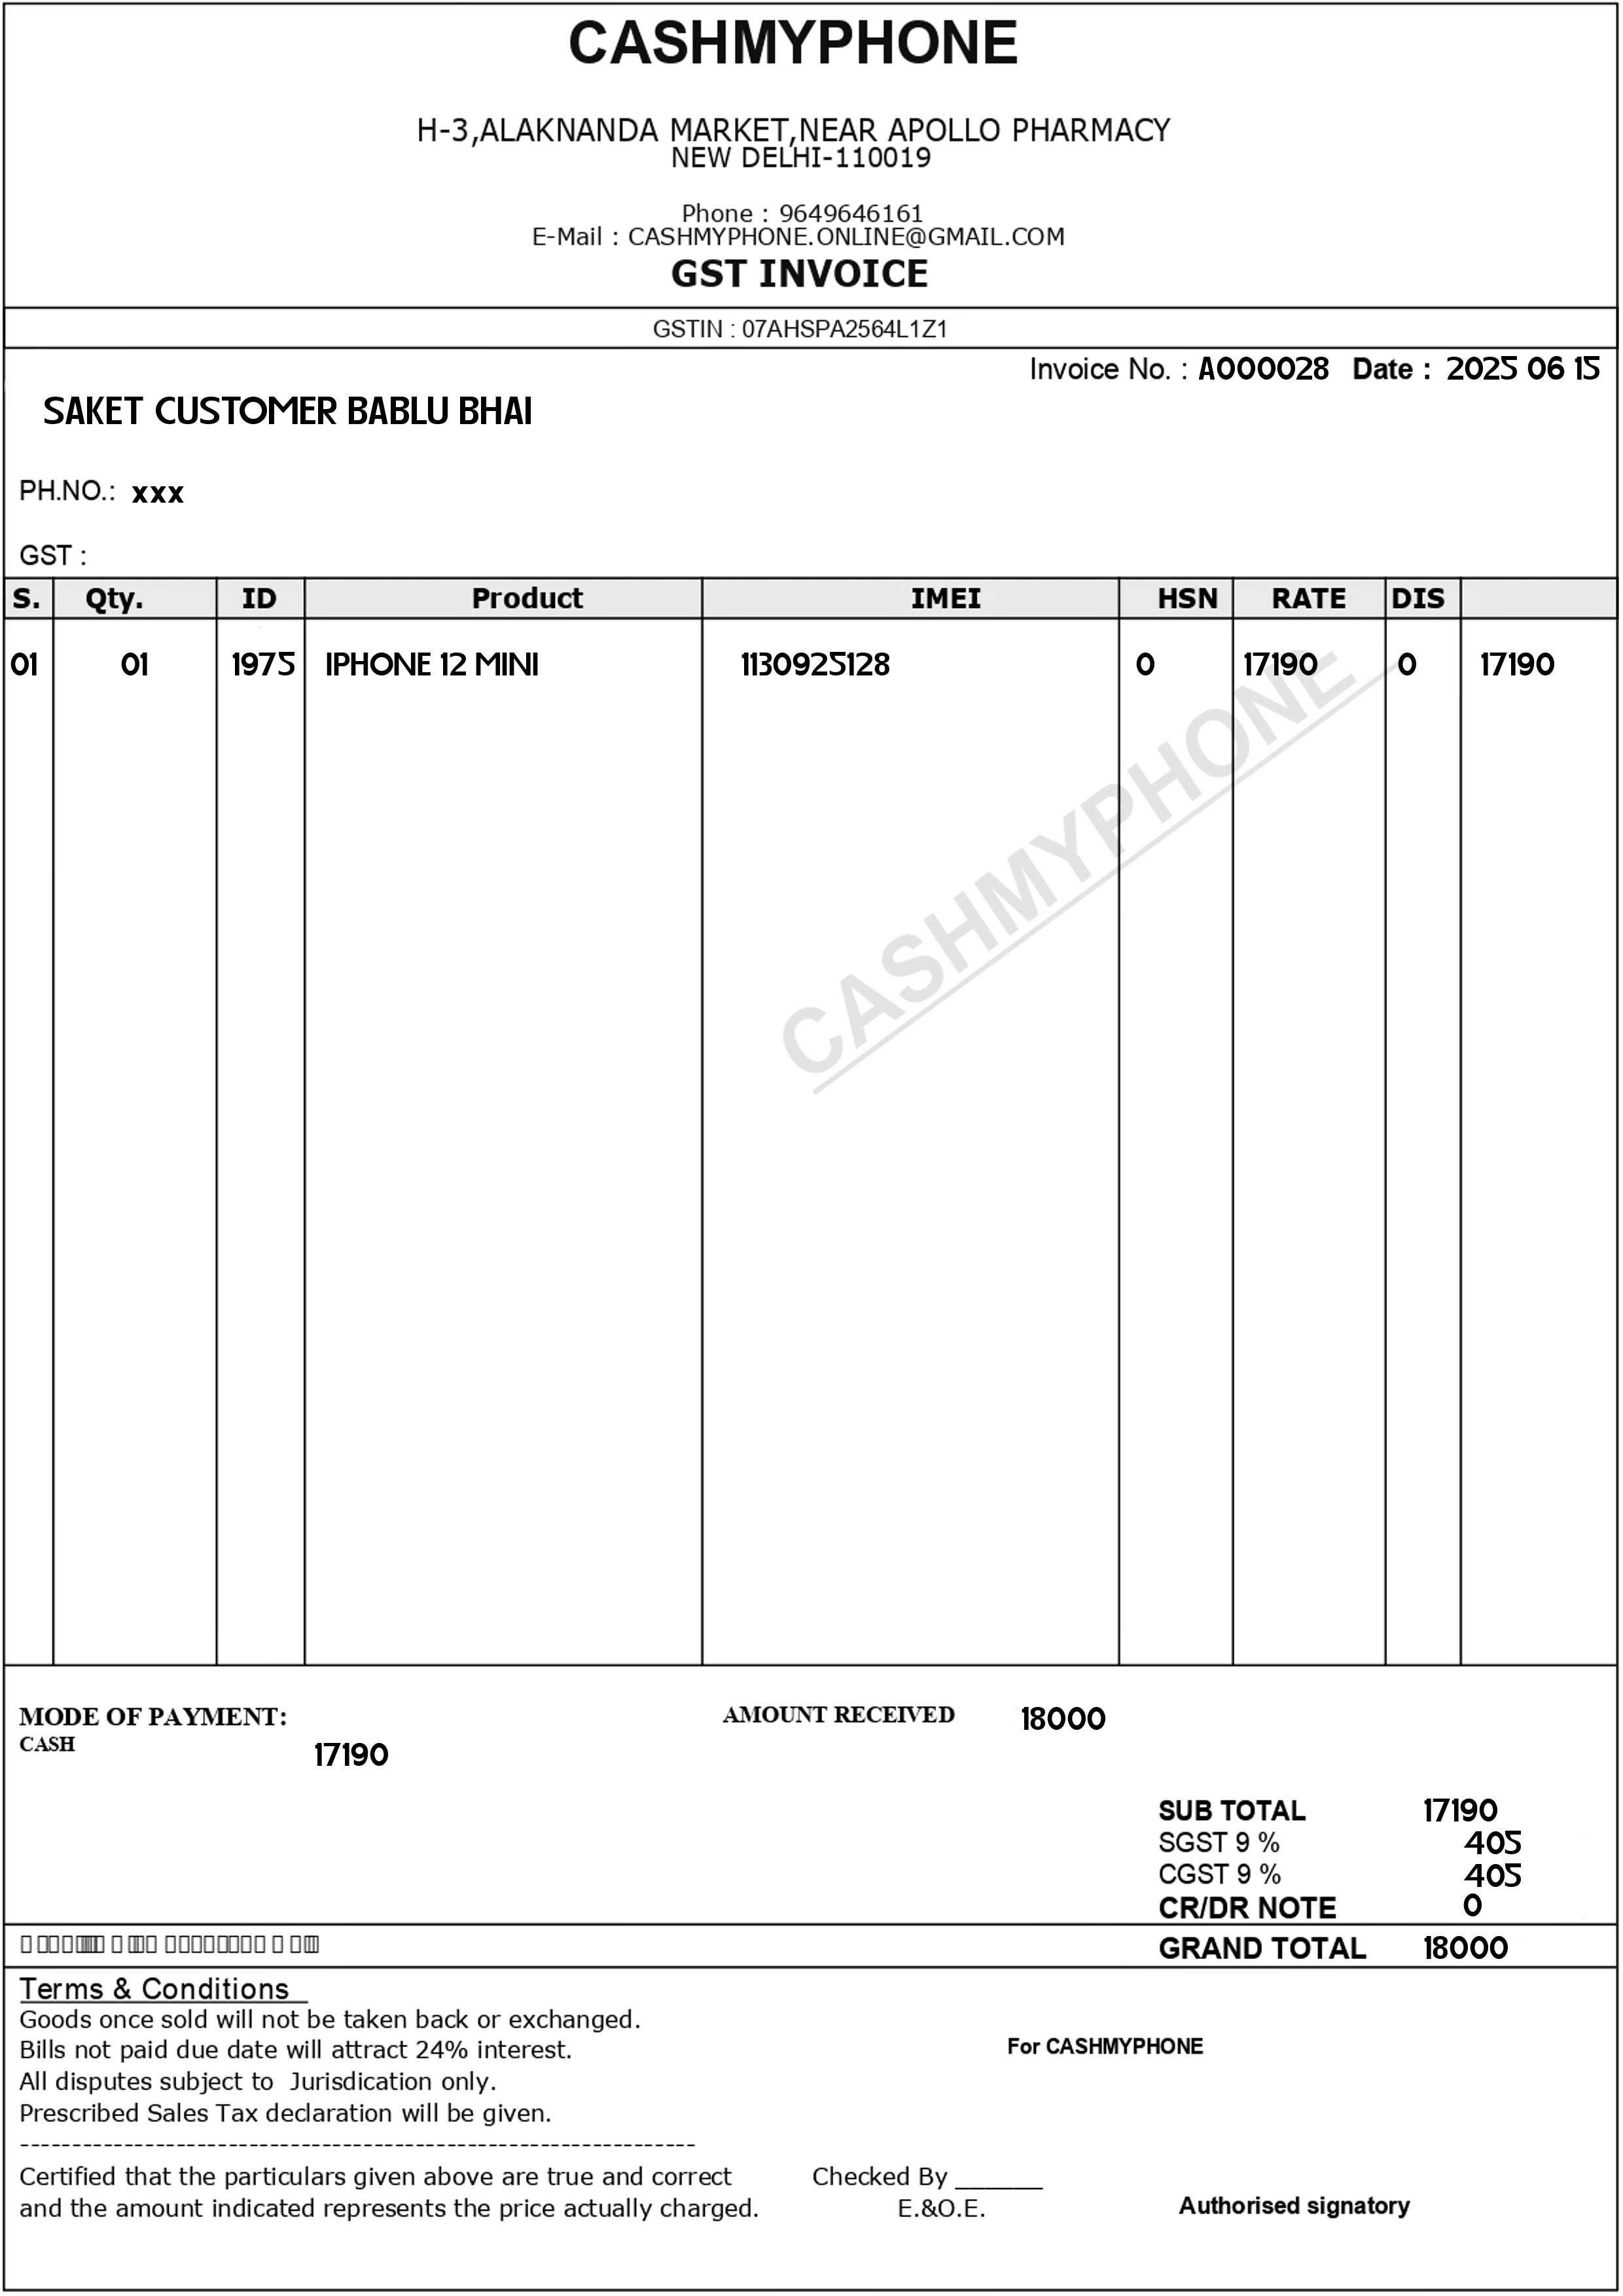 CASHMYPHONE
H-3,ALAKNANDA MARKET,NEAR APOLLO PHARMACY
NEW DELHI-110019
Phone : 9649646161
E-Mail : CASHMYPHONE.ONLINE@GMAIL.COM
GST INVOICE
GSTIN : 07AHSPA2564L1Z1
Invoice No. : A000028 Date : 2025 06 15
SAKET CUSTOMER BABLU BHAI
PH.NO.: xxx
GST :
S. Qty. ID Product IMEI HSN RATE DIS
01 01 1975 IPHONE 12 MINI 1130925128 0 17190 0 17190
CASHMYPHONE
MODE OF PAYMENT: AMOUNT RECEIVED 18000
CASH 17190
SUB TOTAL 17190
SGST 9 % 405
CGST 9 % 405
CR/DR NOTE 0
GRAND TOTAL 18000
Terms & Conditions
Goods once sold will not be taken back or exchanged.
Bills not paid due date will attract 24% interest.
For CASHMYPHONE
All disputes subject to Jurisdication only.
Prescribed Sales Tax declaration will be given.
-----------------------------------------------------------------
Certified that the particulars given above are true and correct Checked By ______
and the amount indicated represents the price actually charged. E.&O.E. Authorised signatory